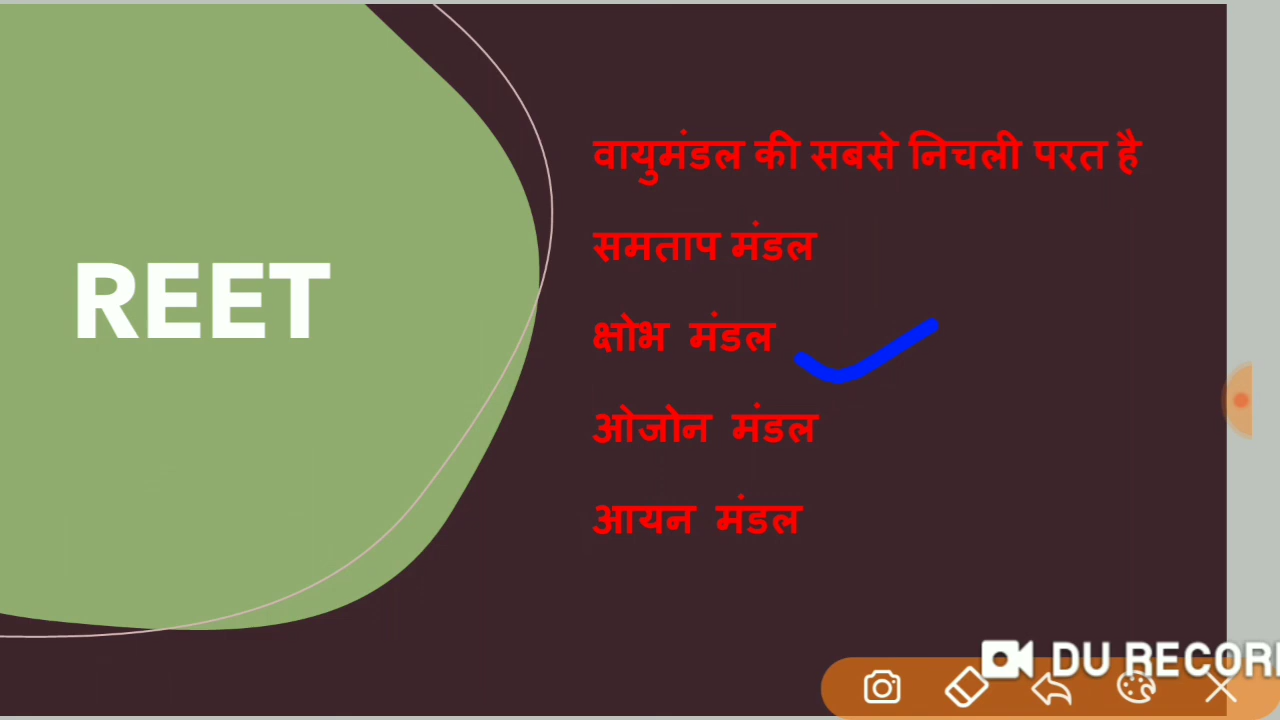 REET
वायुमंडल की सबसे निचली परत है
समताप मंडल
क्षोभ मंडल
ओजोन मंडल
आयन मंडल
DU RECOR